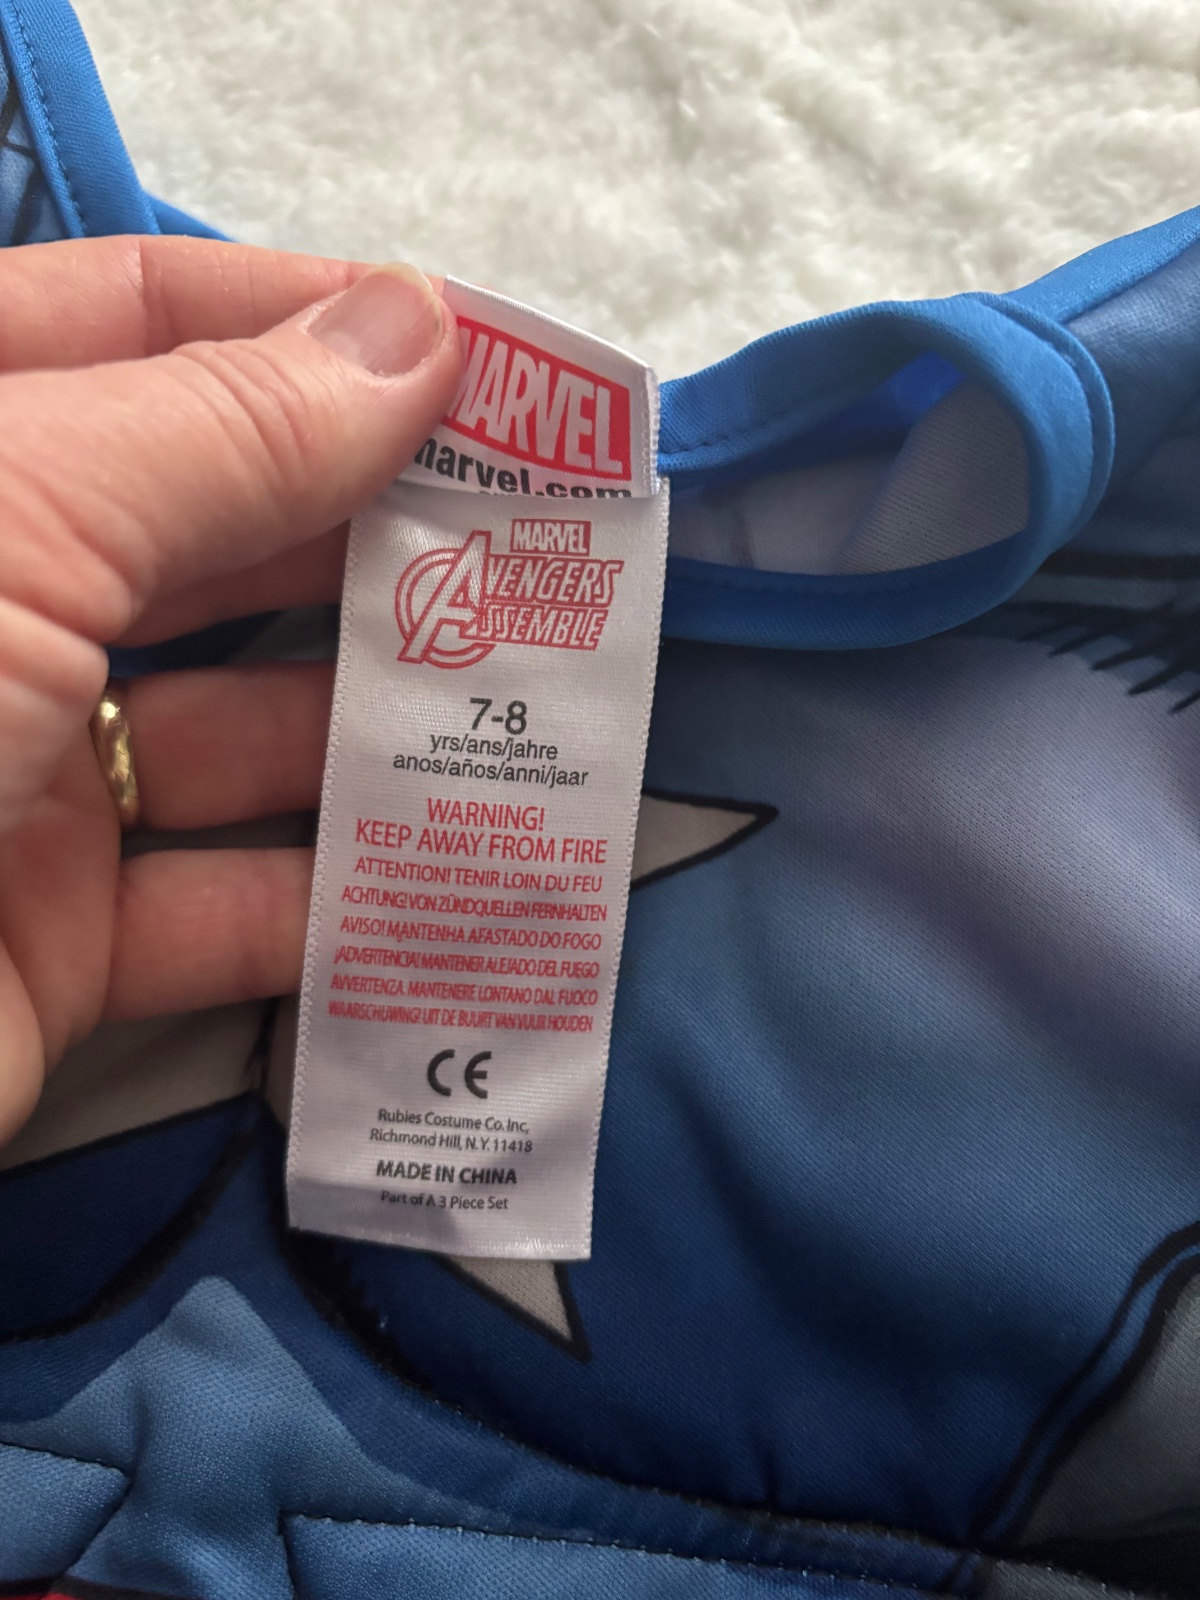 MARVEL
marvel.com
MARVEL
AVENGERS
ASSEMBLE
7-8
yrs/ans/jahre
anos/años/anni/jaar
WARNING!
KEEP AWAY FROM FIRE
ATTENTION! TENIR LOIN DU FEU
ACHTUNG! VON ZÜNDQUELLEN FERNHALTEN
AVISO! MANTENHA AFASTADO DO FOGO
¡ADVERTENCIA! MANTENER ALEJADO DEL FUEGO
AVVERTENZA. MANTENERE LONTANO DAL FUOCO
WAARSCHUWING! UIT DE BUURT VAN VUUR HOUDEN
CE
Rubies Costume Co. Inc,
Richmond Hill, N.Y. 11418
MADE IN CHINA
Part of A 3 Piece Set